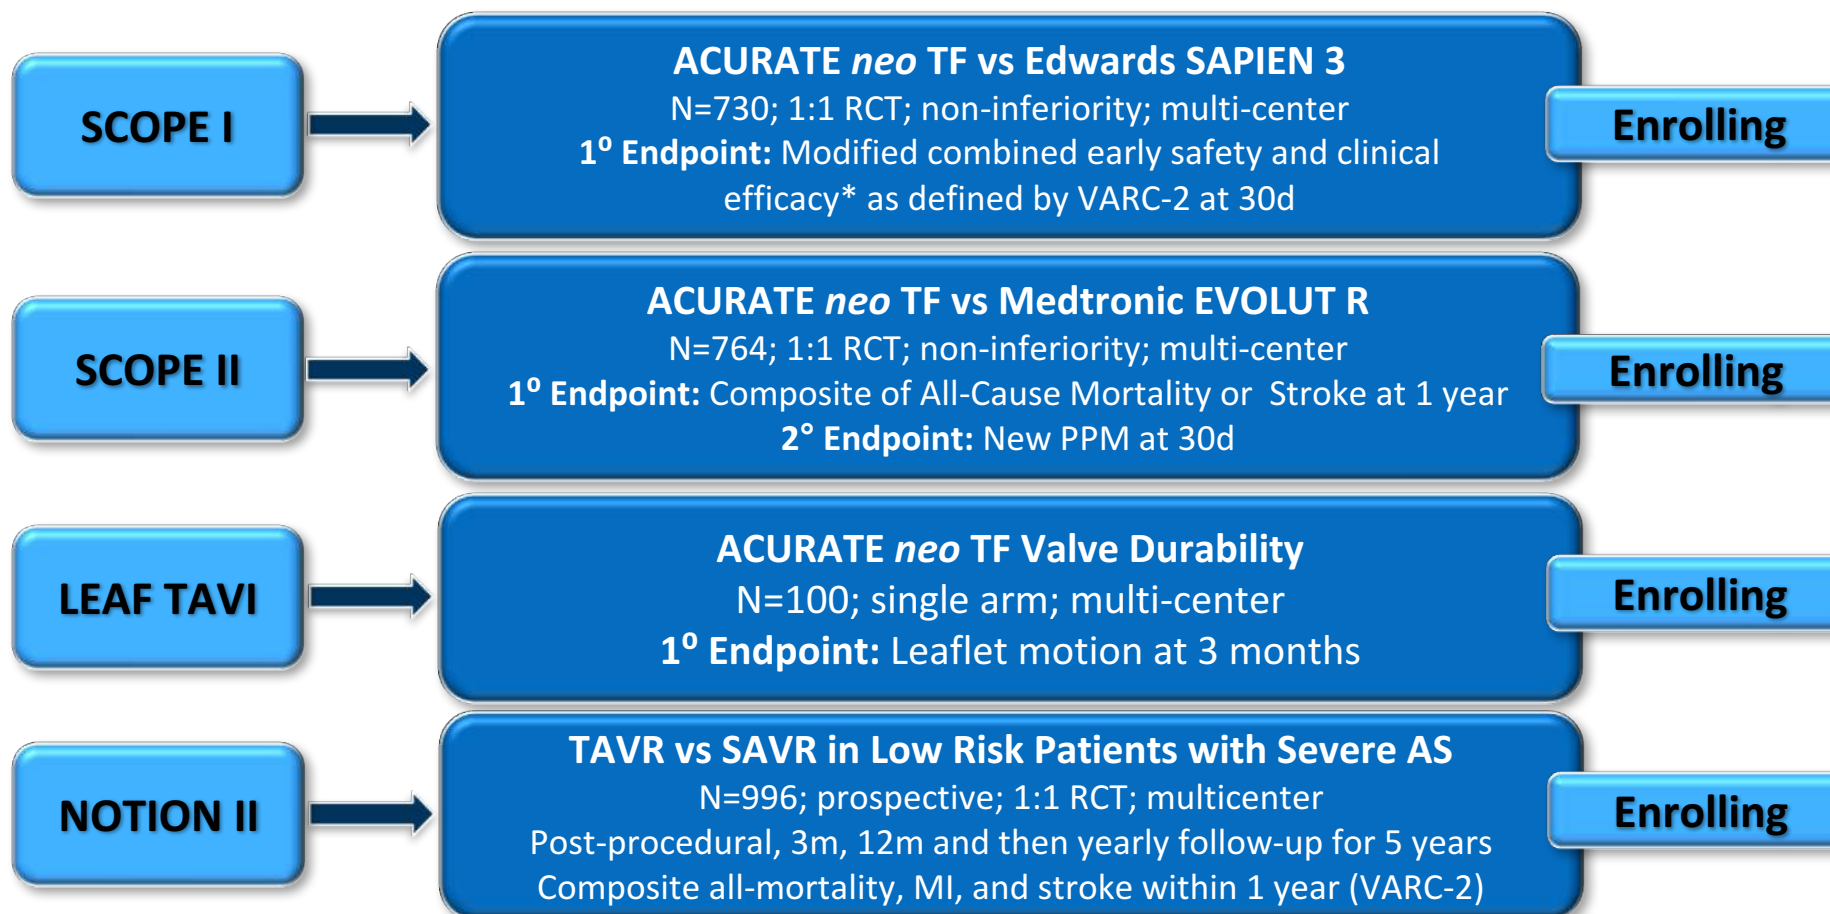 SCOPE I
ACURATE neo TF vs Edwards SAPIEN 3
N=730; 1:1 RCT; non-inferiority; multi-center
1⁰ Endpoint: Modified combined early safety and clinical
efficacy* as defined by VARC-2 at 30d
Enrolling
SCOPE II
ACURATE neo TF vs Medtronic EVOLUT R
N=764; 1:1 RCT; non-inferiority; multi-center
1⁰ Endpoint: Composite of All-Cause Mortality or Stroke at 1 year
2° Endpoint: New PPM at 30d
Enrolling
LEAF TAVI
ACURATE neo TF Valve Durability
N=100; single arm; multi-center
1⁰ Endpoint: Leaflet motion at 3 months
Enrolling
NOTION II
TAVR vs SAVR in Low Risk Patients with Severe AS
N=996; prospective; 1:1 RCT; multicenter
Post-procedural, 3m, 12m and then yearly follow-up for 5 years
Composite all-mortality, MI, and stroke within 1 year (VARC-2)
Enrolling